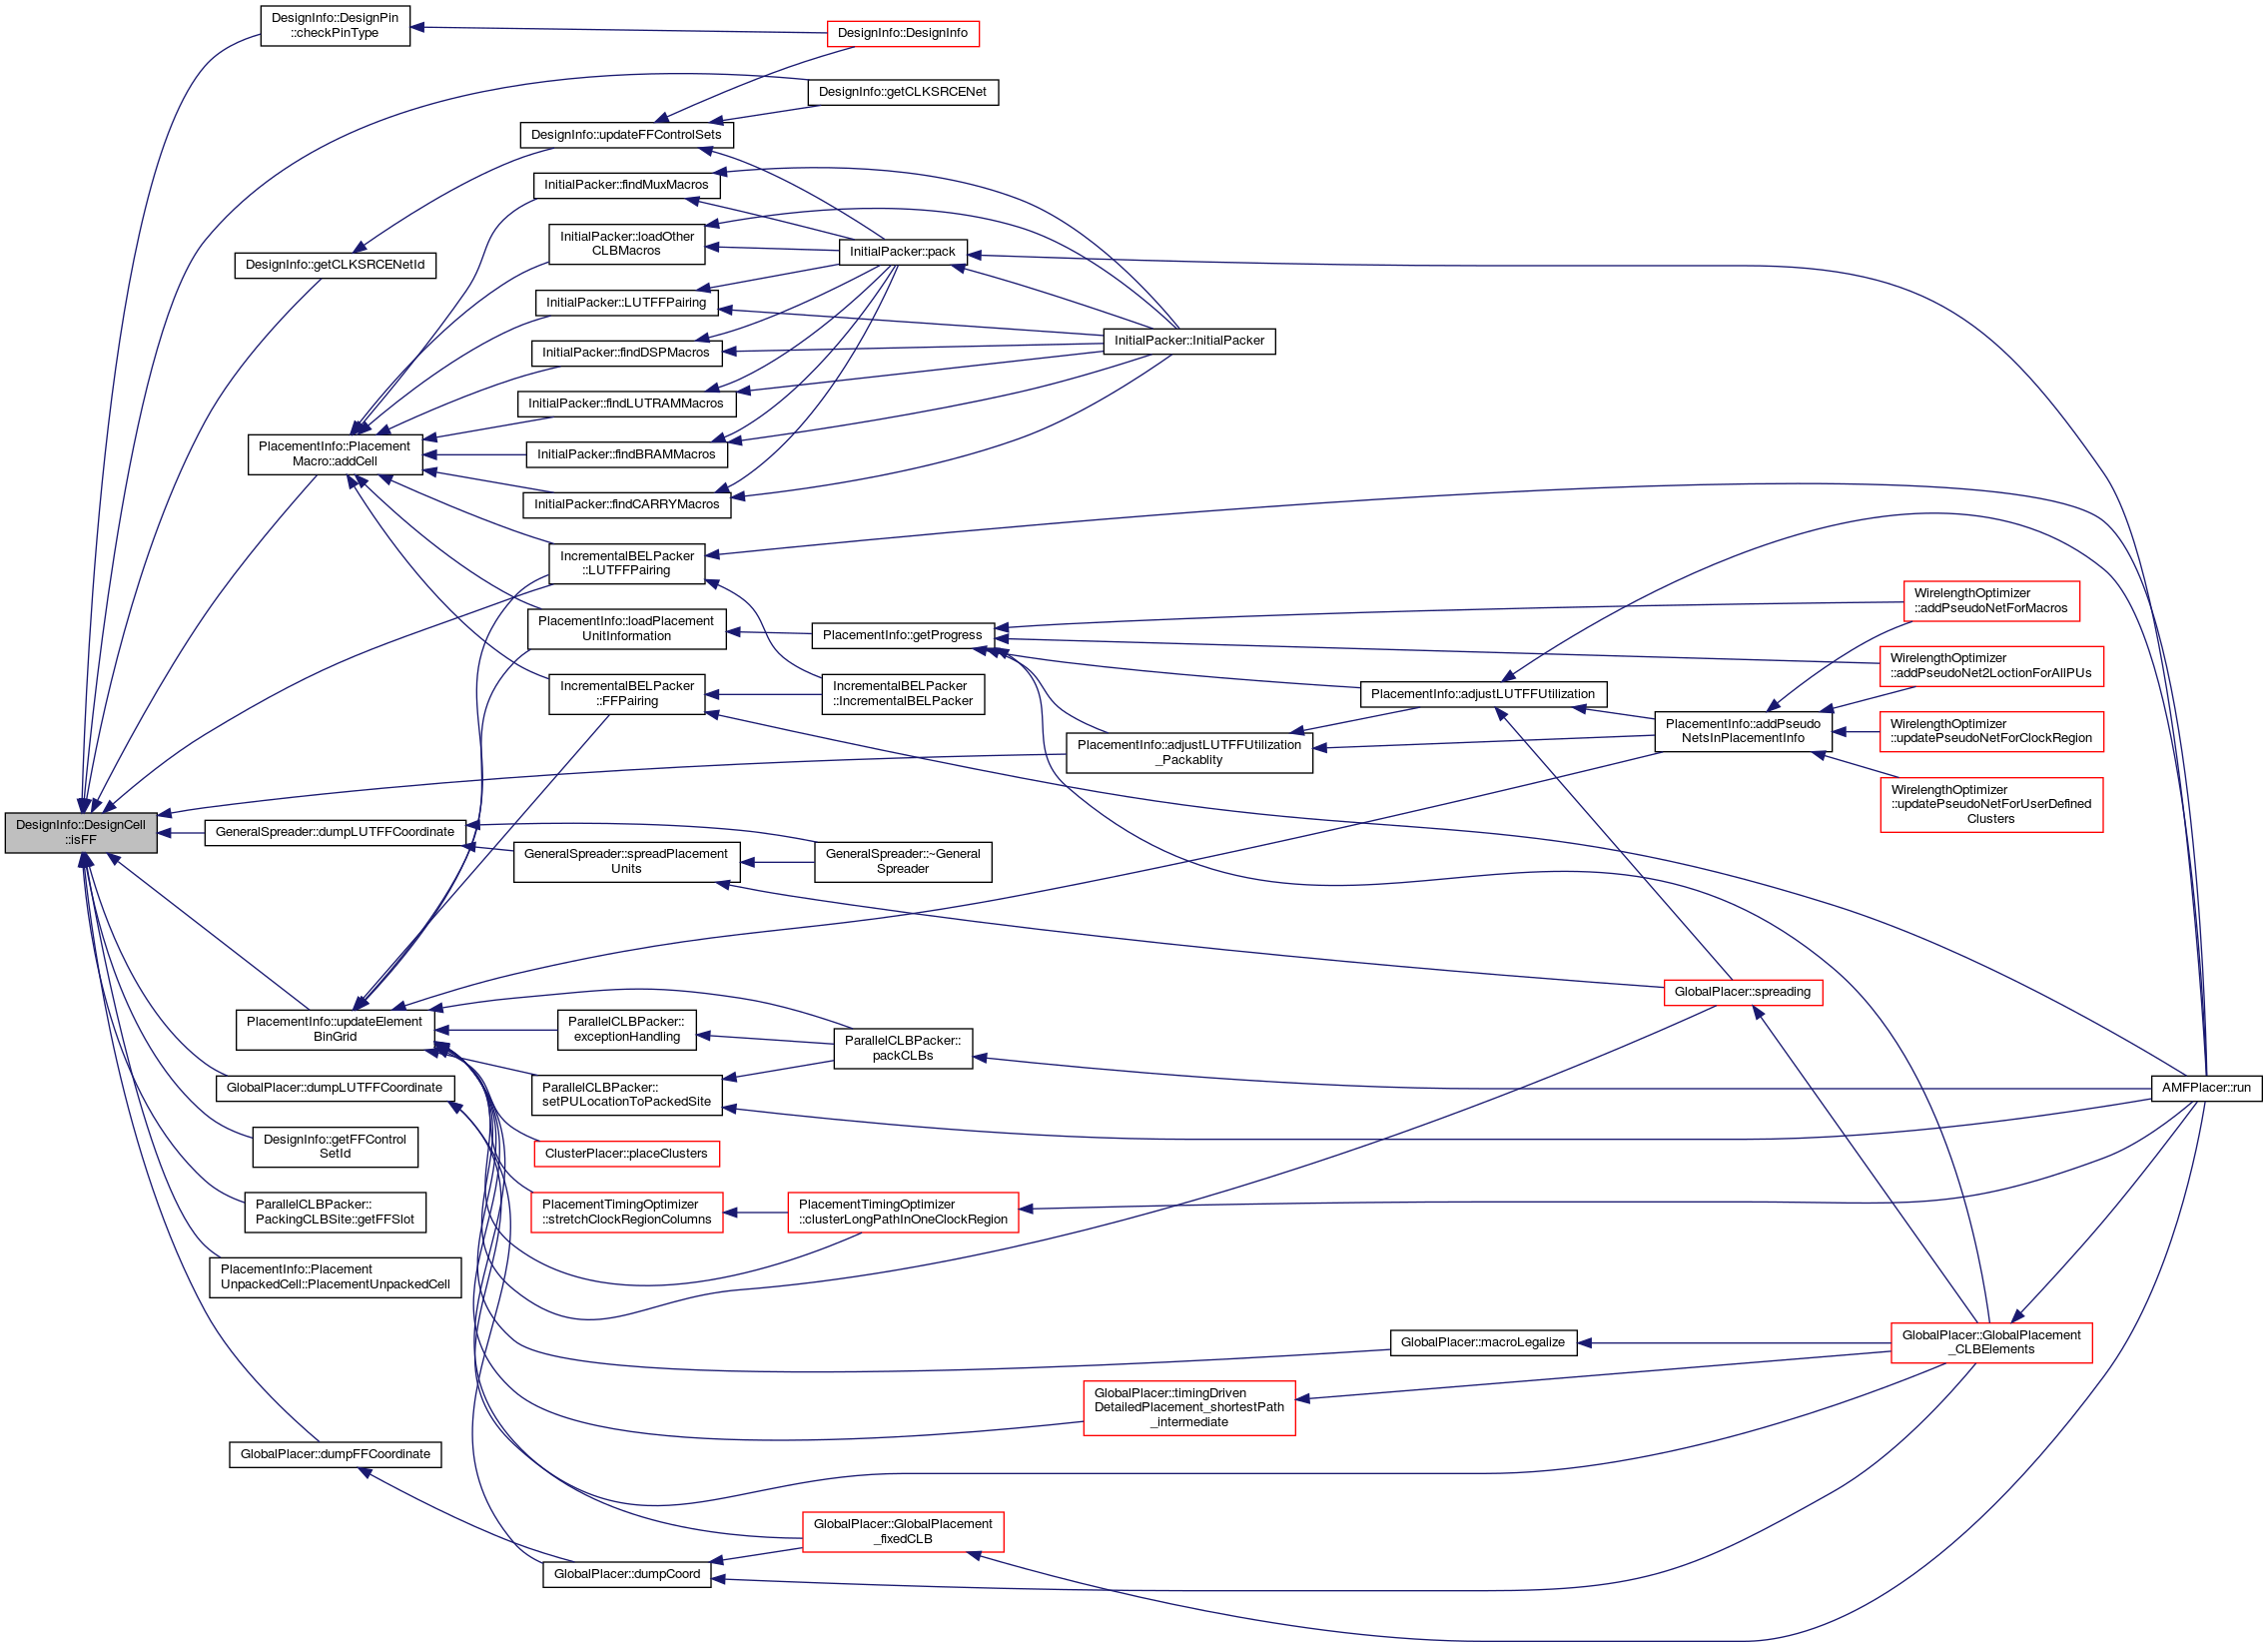 DesignInfo::DesignPin
::checkPinType
DesignInfo::DesignInfo
DesignInfo::getCLKSRCENet
DesignInfo::updateFFControlSets
InitialPacker::findMuxMacros
InitialPacker::loadOther
CLBMacros
InitialPacker::pack
DesignInfo::getCLKSRCENetId
InitialPacker::LUTFFPairing
InitialPacker::InitialPacker
InitialPacker::findDSPMacros
InitialPacker::findLUTRAMMacros
PlacementInfo::Placement
Macro::addCell
InitialPacker::findBRAMMacros
InitialPacker::findCARRYMacros
IncrementalBELPacker
::LUTFFPairing
PlacementInfo::loadPlacement
UnitInformation
PlacementInfo::getProgress
WirelengthOptimizer
::addPseudoNetForMacros
WirelengthOptimizer
::addPseudoNet2LoctionForAllPUs
IncrementalBELPacker
::FFPairing
IncrementalBELPacker
::IncrementalBELPacker
PlacementInfo::adjustLUTFFUtilization
PlacementInfo::addPseudo
NetsInPlacementInfo
WirelengthOptimizer
::updatePseudoNetForClockRegion
PlacementInfo::adjustLUTFFUtilization
_Packablity
WirelengthOptimizer
::updatePseudoNetForUserDefined
Clusters
DesignInfo::DesignCell
::isFF
GeneralSpreader::dumpLUTFFCoordinate
GeneralSpreader::spreadPlacement
Units
GeneralSpreader::~General
Spreader
GlobalPlacer::spreading
PlacementInfo::updateElement
BinGrid
ParallelCLBPacker::
exceptionHandling
ParallelCLBPacker::
packCLBs
GlobalPlacer::dumpLUTFFCoordinate
ParallelCLBPacker::
setPULocationToPackedSite
AMFPlacer::run
DesignInfo::getFFControl
SetId
ClusterPlacer::placeClusters
ParallelCLBPacker::
PackingCLBSite::getFFSlot
PlacementTimingOptimizer
::stretchClockRegionColumns
PlacementTimingOptimizer
::clusterLongPathInOneClockRegion
PlacementInfo::Placement
UnpackedCell::PlacementUnpackedCell
GlobalPlacer::macroLegalize
GlobalPlacer::GlobalPlacement
_CLBElements
GlobalPlacer::timingDriven
DetailedPlacement_shortestPath
_intermediate
GlobalPlacer::dumpFFCoordinate
GlobalPlacer::GlobalPlacement
_fixedCLB
GlobalPlacer::dumpCoord